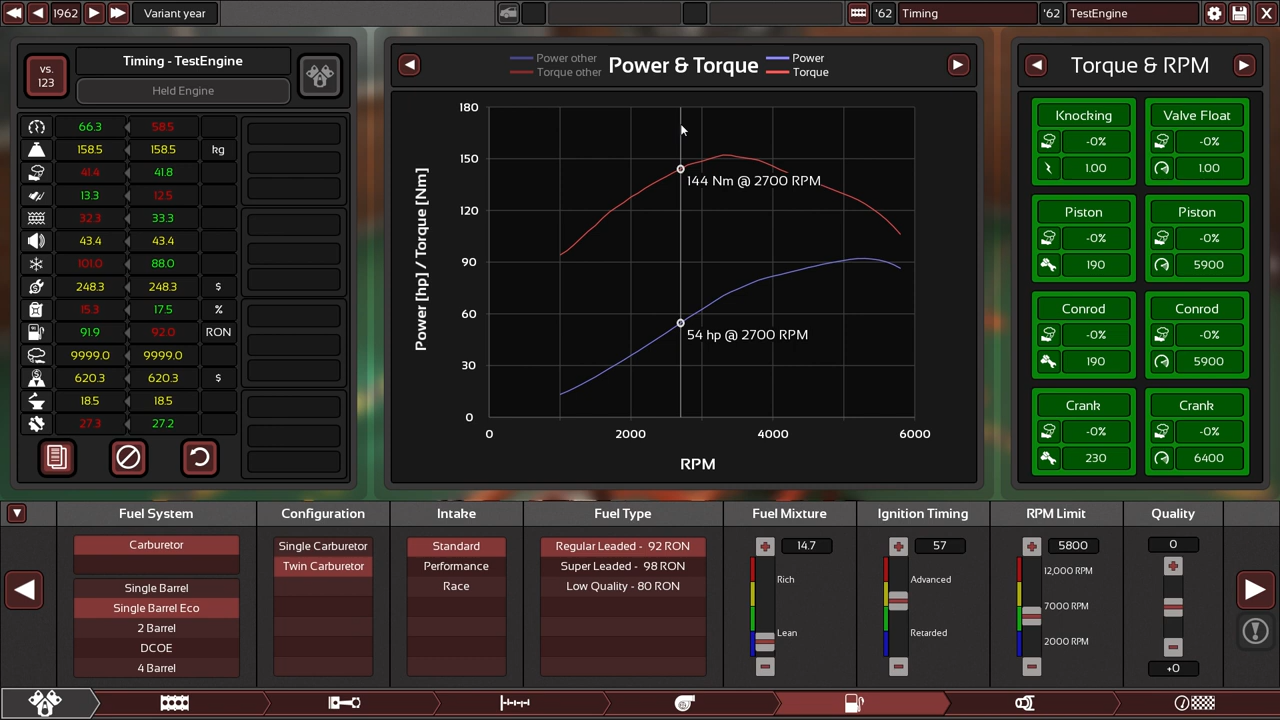 1962
Variant year
'62
Timing
'62
TestEngine
vs.
123
Timing - TestEngine
Held Engine
66.3 58.5
158.5 158.5 kg
41.4 41.8
13.3 12.5
32.3 33.3
43.4 43.4
101.0 88.0
248.3 248.3 $
15.3 17.5 %
91.9 92.0 RON
9999.0 9999.0
620.3 620.3 $
18.5 18.5
27.3 27.2
Power other
Torque other
Power & Torque
Power
Torque
Power [hp] / Torque [Nm]
180
150
120
90
60
30
0
144 Nm @ 2700 RPM
54 hp @ 2700 RPM
0 2000 4000 6000
RPM
Torque & RPM
Knocking Valve Float
-0% -0%
1.00 1.00
Piston Piston
-0% -0%
190 5900
Conrod Conrod
-0% -0%
190 5900
Crank Crank
-0% -0%
230 6400
Fuel System
Carburetor
Single Barrel
Single Barrel Eco
2 Barrel
DCOE
4 Barrel
Configuration
Single Carburetor
Twin Carburetor
Intake
Standard
Performance
Race
Fuel Type
Regular Leaded - 92 RON
Super Leaded - 98 RON
Low Quality - 80 RON
Fuel Mixture
14.7
Rich
Lean
Ignition Timing
57
Advanced
Retarded
RPM Limit
5800
12,000 RPM
7000 RPM
2000 RPM
Quality
0
+0